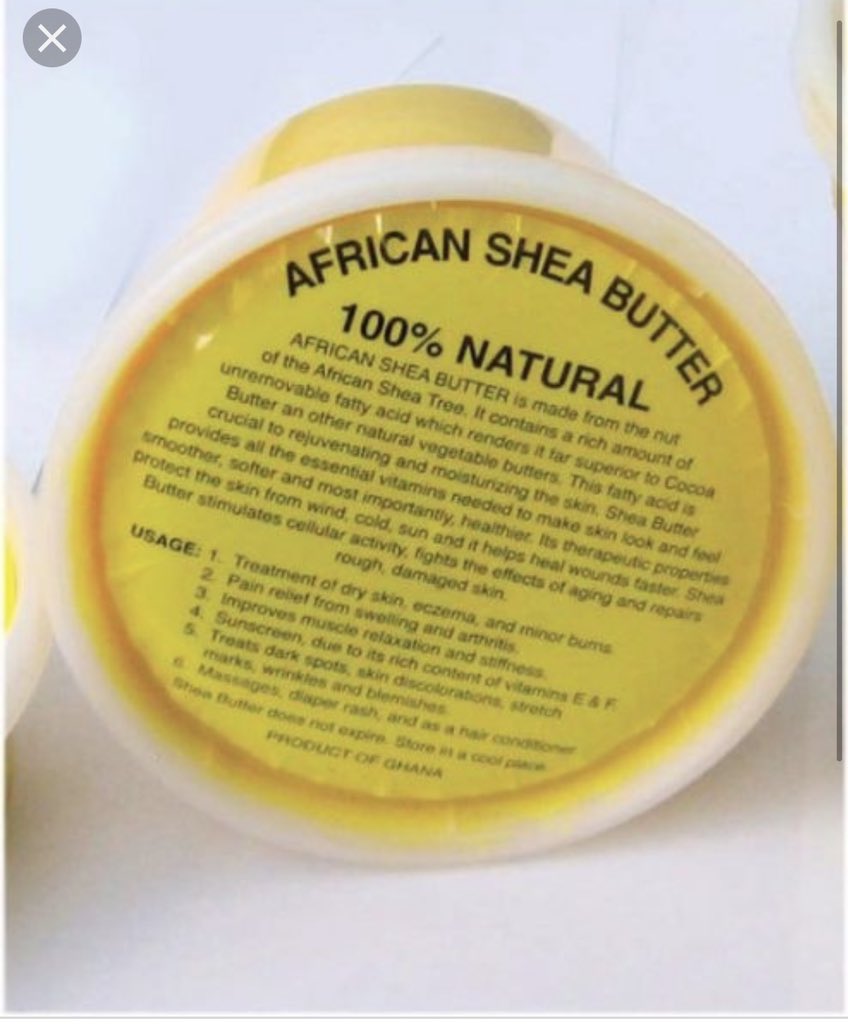 AFRICAN SHEA BUTTER
100% NATURAL
AFRICAN SHEA BUTTER is made from the nut
of the African Shea Tree. It contains a rich amount of
unremovable fatty acid which renders it far superior to Cocoa
Butter an other natural vegetable butters. This fatty acid is
crucial to rejuvenating and moisturizing the skin. Shea Butter
provides all the essential vitamins needed to make skin look and feel
smoother, softer and most importantly, healthier. Its therapeutic properties
protect the skin from wind, cold, sun and it helps heal wounds faster. Shea
Butter stimulates cellular activity, fights the effects of aging and repairs
rough, damaged skin.
USAGE: 1. Treatment of dry skin, eczema, and minor burns.
2. Pain relief from swelling and arthritis.
3. Improves muscle relaxation and stiffness.
4. Sunscreen, due to its rich content of vitamins E & F.
5. Treats dark spots, skin discolorations, stretch
marks, wrinkles and blemishes.
6. Massages, diaper rash, and as a hair conditioner
Shea Butter does not expire. Store in a cool place.
PRODUCT OF GHANA